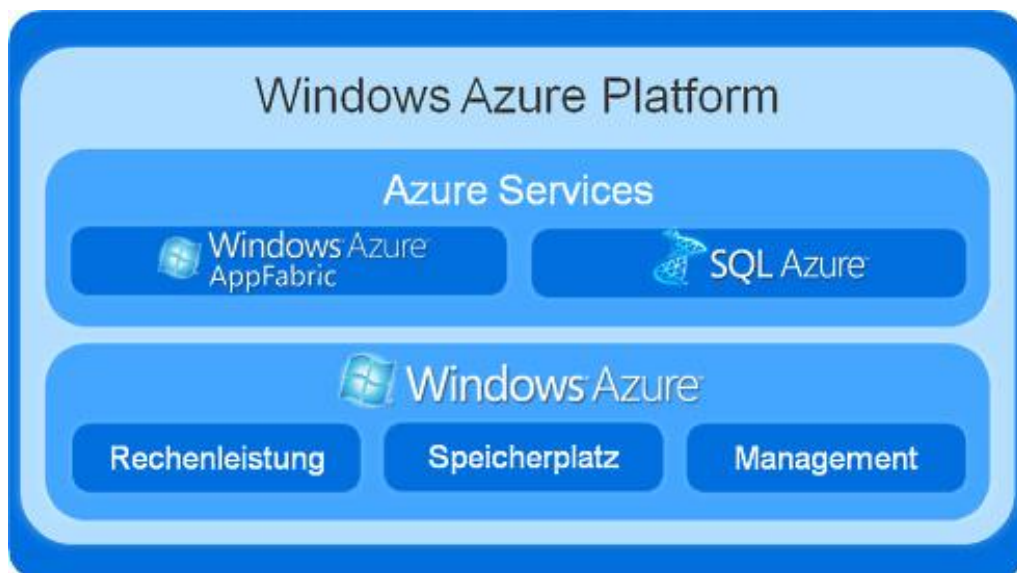 Windows Azure Platform
Azure Services
Windows Azure
AppFabric
SQL Azure
Windows Azure
Rechenleistung
Speicherplatz
Management